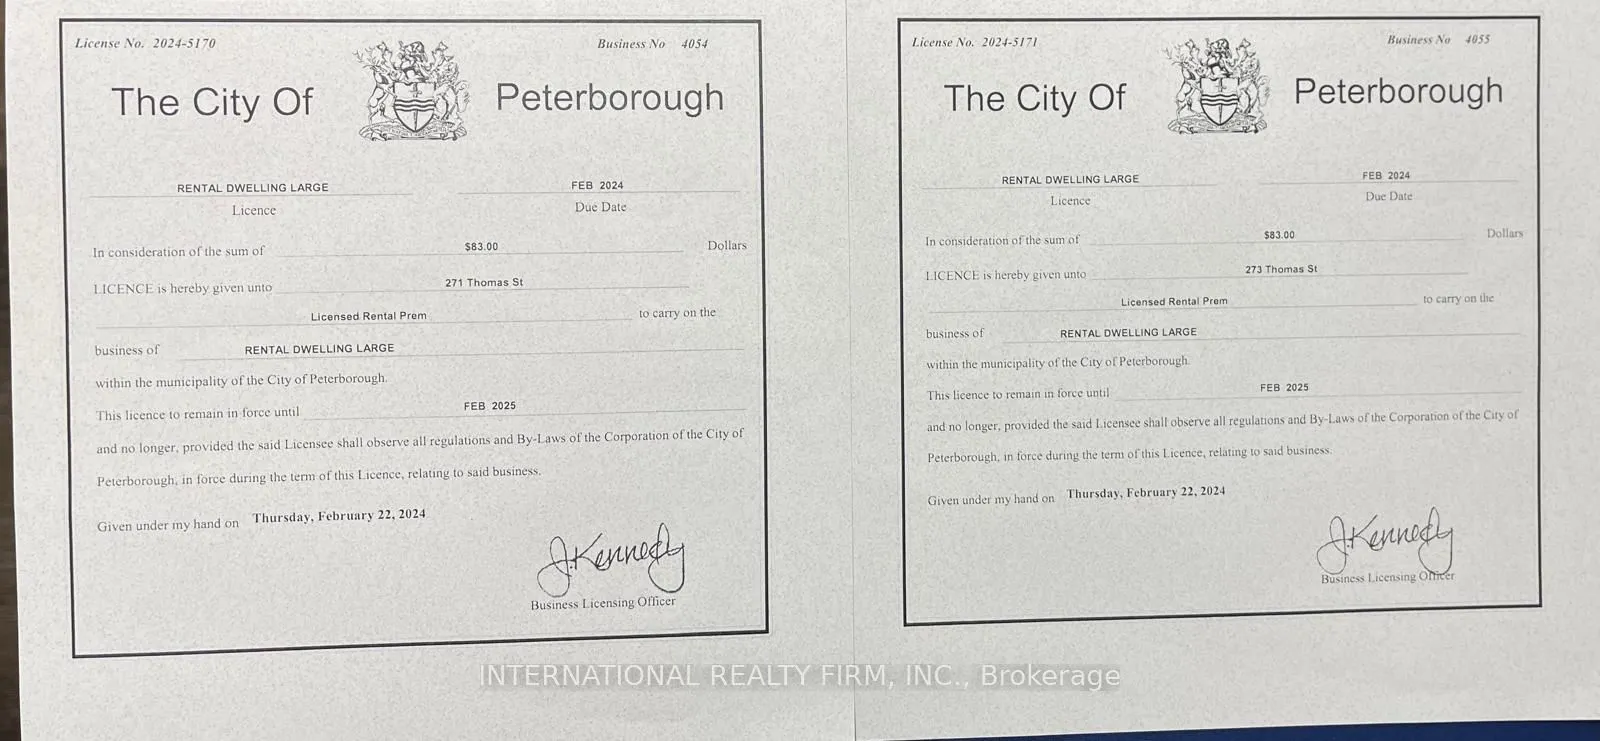 License No. 2024-5170
Business No 4054
The City Of Peterborough
RENTAL DWELLING LARGE FEB 2024
Licence Due Date
In consideration of the sum of $83.00 Dollars
LICENCE is hereby given unto 271 Thomas St
Licensed Rental Prem to carry on the
business of RENTAL DWELLING LARGE
within the municipality of the City of Peterborough.
This licence to remain in force until FEB 2025
and no longer, provided the said Licensee shall observe all regulations and By-Laws of the Corporation of the City of
Peterborough, in force during the term of this Licence, relating to said business.
Given under my hand on Thursday, February 22, 2024
J.Kennedy
Business Licensing Officer
License No. 2024-5171
Business No 4055
The City Of Peterborough
RENTAL DWELLING LARGE FEB 2024
Licence Due Date
In consideration of the sum of $83.00 Dollars
LICENCE is hereby given unto 273 Thomas St
Licensed Rental Prem to carry on the
business of RENTAL DWELLING LARGE
within the municipality of the City of Peterborough.
This licence to remain in force until FEB 2025
and no longer, provided the said Licensee shall observe all regulations and By-Laws of the Corporation of the City of
Peterborough, in force during the term of this Licence, relating to said business.
Given under my hand on Thursday, February 22, 2024
J.Kennedy
Business Licensing Officer
INTERNATIONAL REALTY FIRM, INC., Brokerage